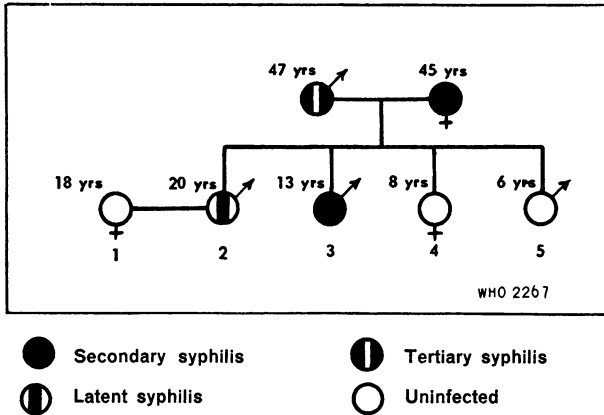 47 yrs 45 yrs
18 yrs 20 yrs 13 yrs 8 yrs 6 yrs
1 2 3 4 5
WHO 2267
Secondary syphilis Tertiary syphilis
Latent syphilis Uninfected